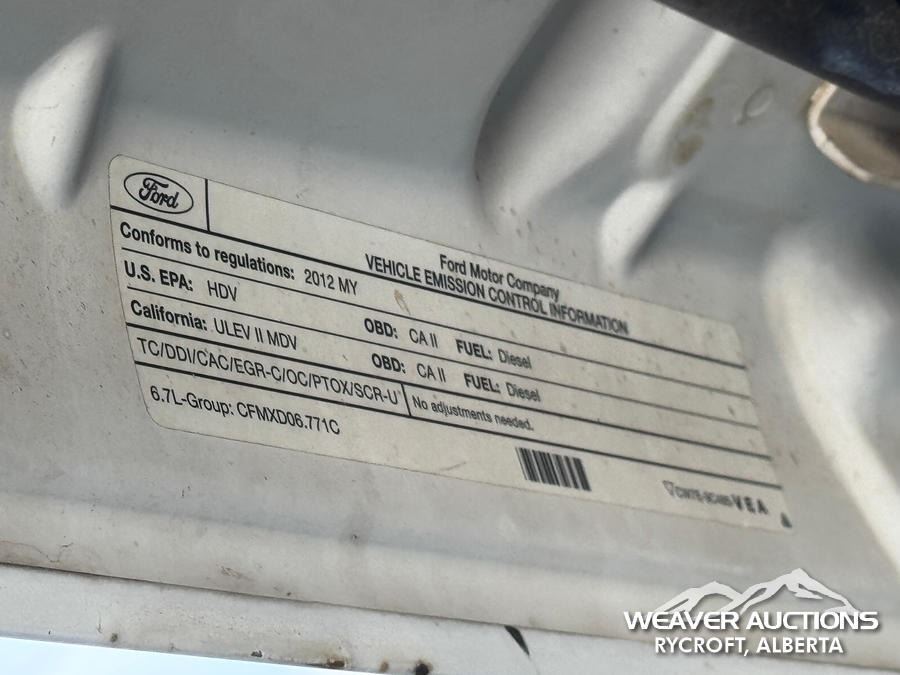 Ford
Ford Motor Company
VEHICLE EMISSION CONTROL INFORMATION
Conforms to regulations: 2012 MY
U.S. EPA: HDV OBD: CA II FUEL: Diesel
California: ULEV II MDV OBD: CA II FUEL: Diesel
TC/DDI/CAC/EGR-C/OC/PTOX/SCR-U No adjustments needed.
6.7L-Group: CFMXD06.771C
VEA
WEAVER AUCTIONS
RYCROFT, ALBERTA